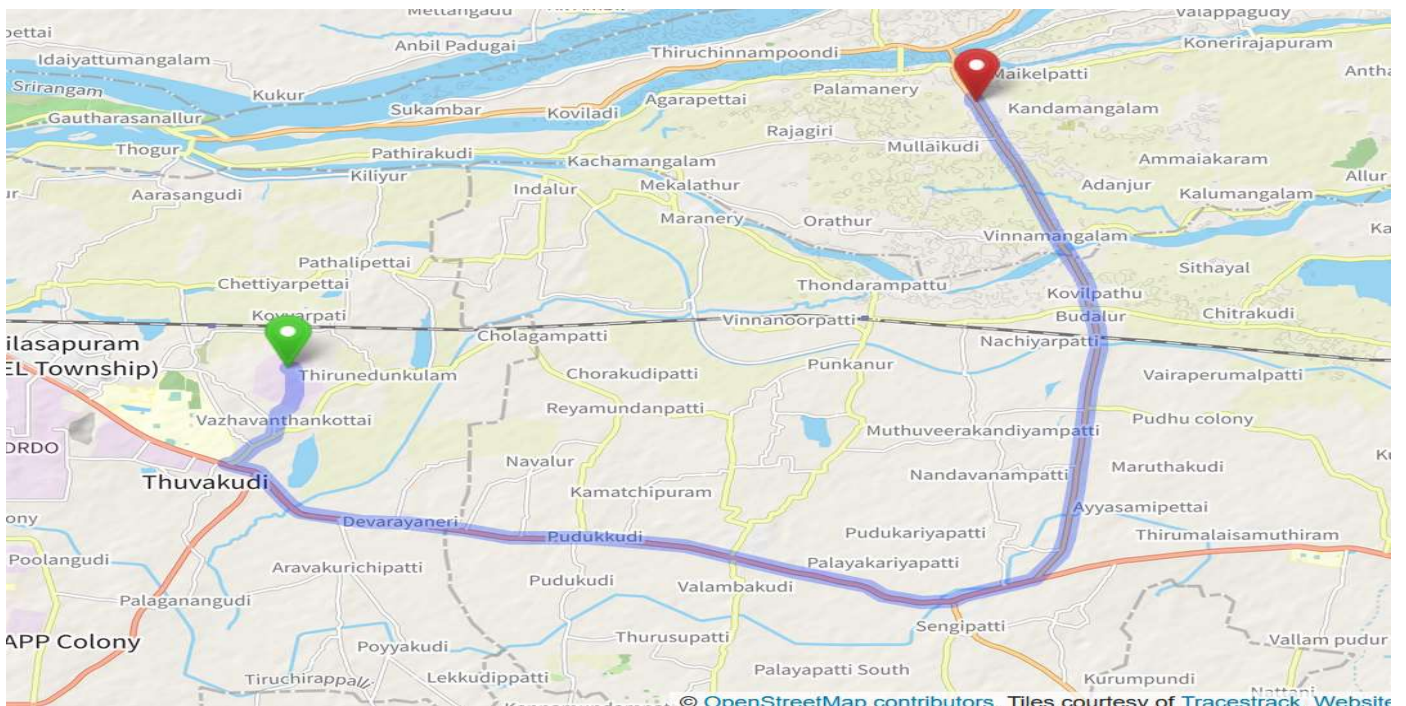 Mettangadu
Valappagudy
pettai
Anbil Padugai
Konerirajapuram
Idaiyattumangalam
Thiruchinnampoondi
Maikelpatti
Antha
Srirangam
Kukur
Palamanery
Sukambar
Koviladi
Agarapettai
Kandamangalam
Gautharasanallur
Rajagiri
Mullaikudi
Thogur
Pathirakudi
Kachamangalam
Ammaiakaram
Kiliyur
Allur
Aarasangudi
Indalur
Mekalathur
Adanjur
Kalumangalam
Maranery
Orathur
Ka
Vinnamangalam
Pathalipettai
Sithayal
Chettiyarpettai
Thondarampattu
Kovilpathu
Koyyarpati
Vinnanoorpatti
Budalur
Chitrakudi
ilasapuram
Cholagampatti
Nachiyarpatti
EL Township)
Thirunedunkulam
Chorakudipatti
Punkanur
Vairaperumalpatti
Vazhavanthankottai
Reyamundanpatti
Pudhu colony
Muthuveerakandiyampatti
ORDO
Navalur
Nandavanampatti
Maruthakudi
Thuvakudi
Kamatchipuram
Ayyasamipettai
ony
Devarayaneri
Pudukkudi
Pudukariyapatti
Thirumalaisamuthiram
Poolangudi
Aravakurichipatti
Pudukudi
Valambakudi
Palayakariyapatti
Palaganangudi
Sengipatti
APP Colony
Poyyakudi
Thurusupatti
Vallam pudur
Tiruchirappalli
Lekkudippatti
Palayapatti South
Kurumpundi
Nattani
© OpenStreetMap contributors. Tiles courtesy of Tracestrack. Website